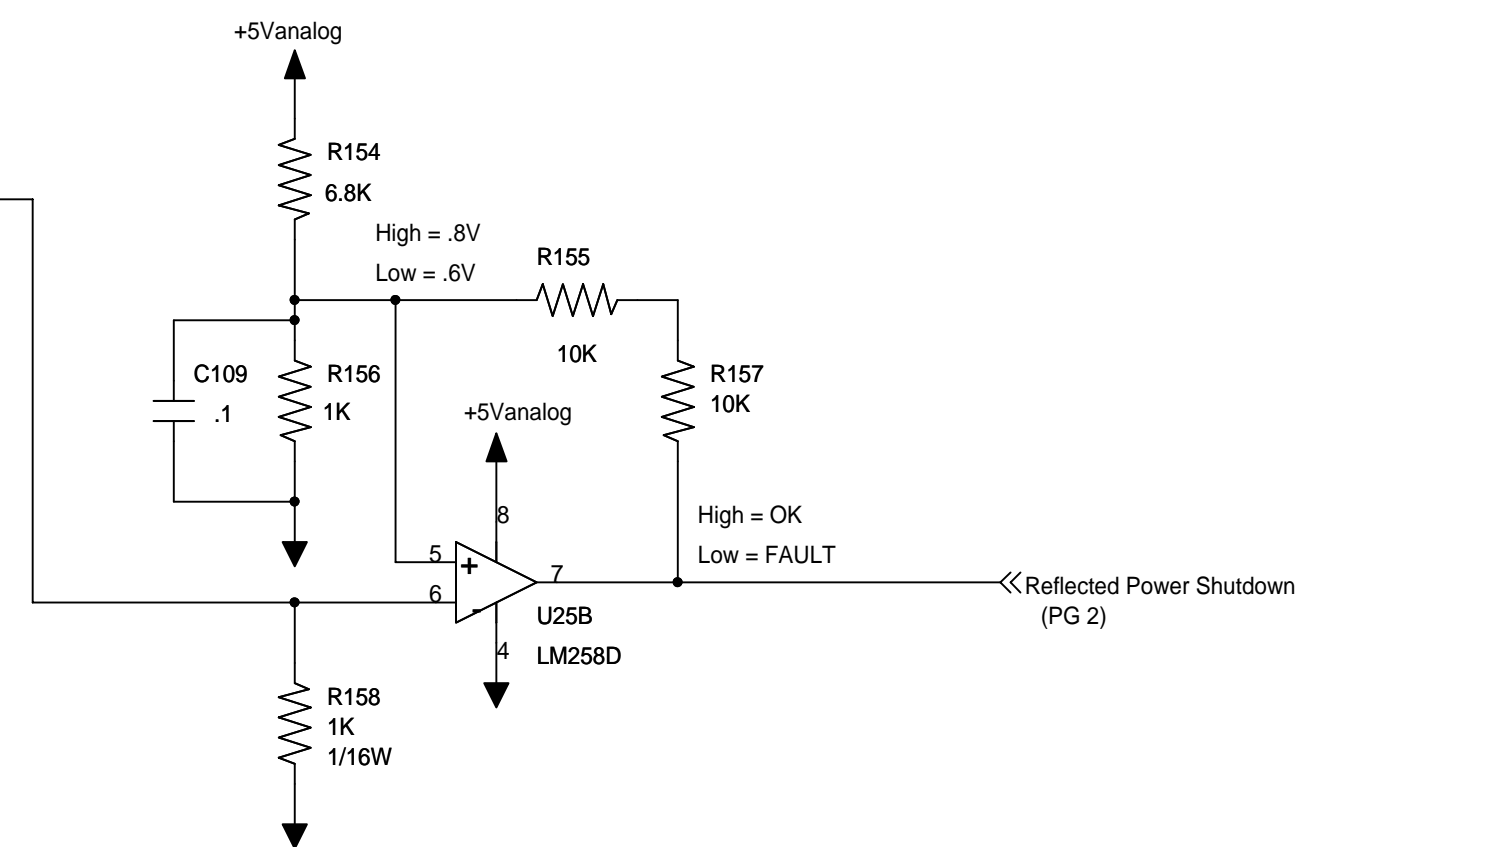 +5Vanalog
R154
6.8K
High = .8V
Low = .6V
R155
10K
C109
.1
R156
1K
R157
10K
+5Vanalog
8
High = OK
Low = FAULT
5
+
7
6
-
U25B
4
LM258D
Reflected Power Shutdown
(PG 2)
R158
1K
1/16W